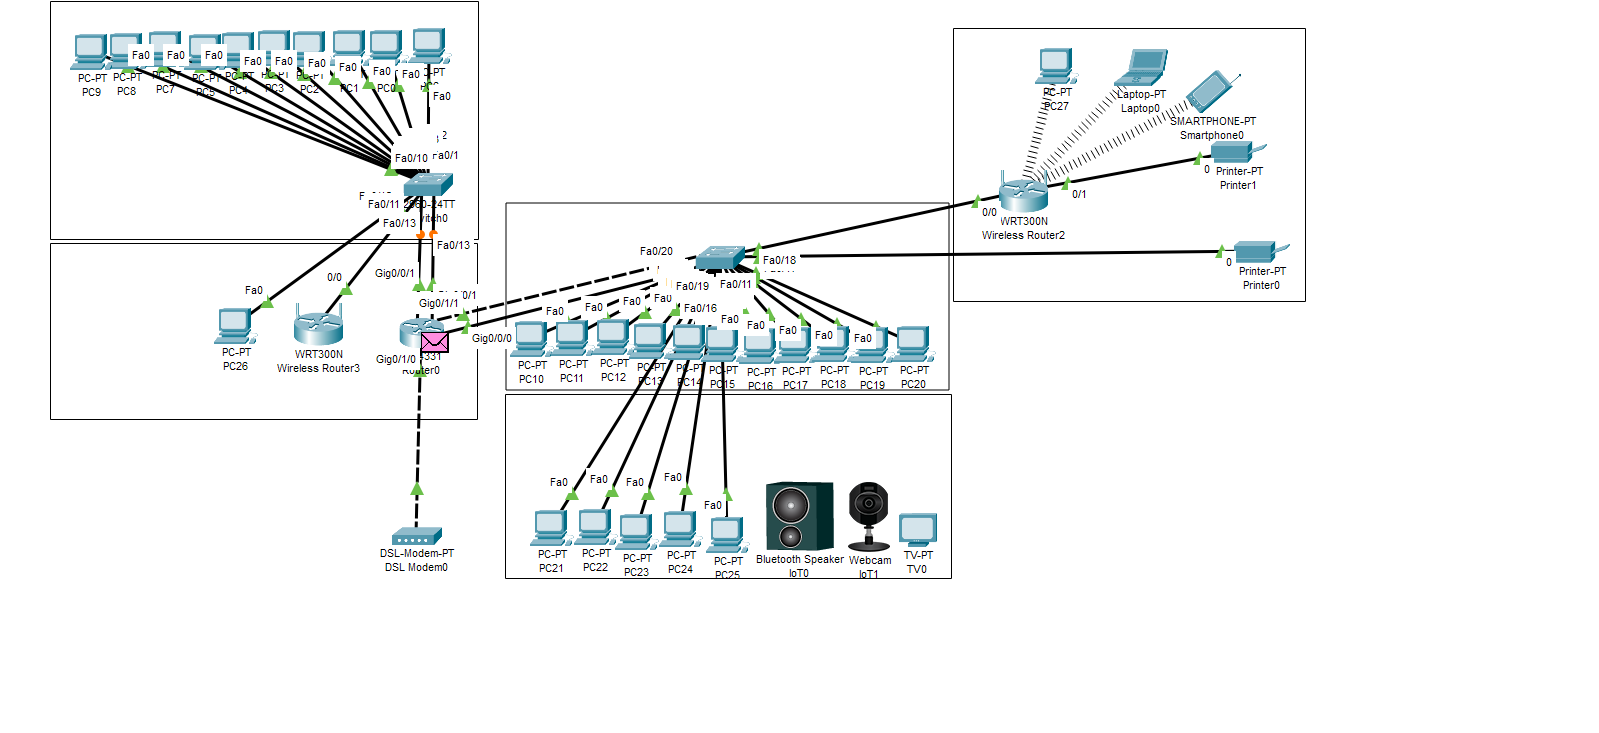 Fa0
Fa0
Fa0
Fa0
Fa0
Fa0
Fa0
Fa0
Fa0
Fa0
PC-PT
PC9
PC-PT
PC8
PC-PT
PC7
PC-PT
PC5
PC-PT
PC4
PC-PT
PC3
PC-PT
PC2
PC1
PC0
Fa0/10
Fa0/1
Fa0/11
2960-24TT
Fa0/13
Fa0/13
Gig0/0/1
Gig0/1/1
Gig0/0/0
Gig0/1/0
Router0
Fa0
PC-PT
PC26
0/0
WRT300N
Wireless Router3
DSL-Modem-PT
DSL Modem0
Fa0/20
Fa0/18
Fa0/19
Fa0/11
Fa0/16
Fa0
Fa0
Fa0
Fa0
Fa0
Fa0
Fa0
Fa0
Fa0
PC-PT
PC10
PC-PT
PC11
PC-PT
PC12
PC-PT
PC13
PC-PT
PC14
PC-PT
PC15
PC-PT
PC16
PC-PT
PC17
PC-PT
PC18
PC-PT
PC19
PC-PT
PC20
Fa0
Fa0
Fa0
Fa0
Fa0
PC-PT
PC21
PC-PT
PC22
PC-PT
PC23
PC-PT
PC24
PC-PT
PC25
Bluetooth Speaker
IoT0
Webcam
IoT1
TV-PT
TV0
PC-PT
PC27
Laptop-PT
Laptop0
SMARTPHONE-PT
Smartphone0
0
Printer-PT
Printer1
0/1
0/0
WRT300N
Wireless Router2
0
Printer-PT
Printer0